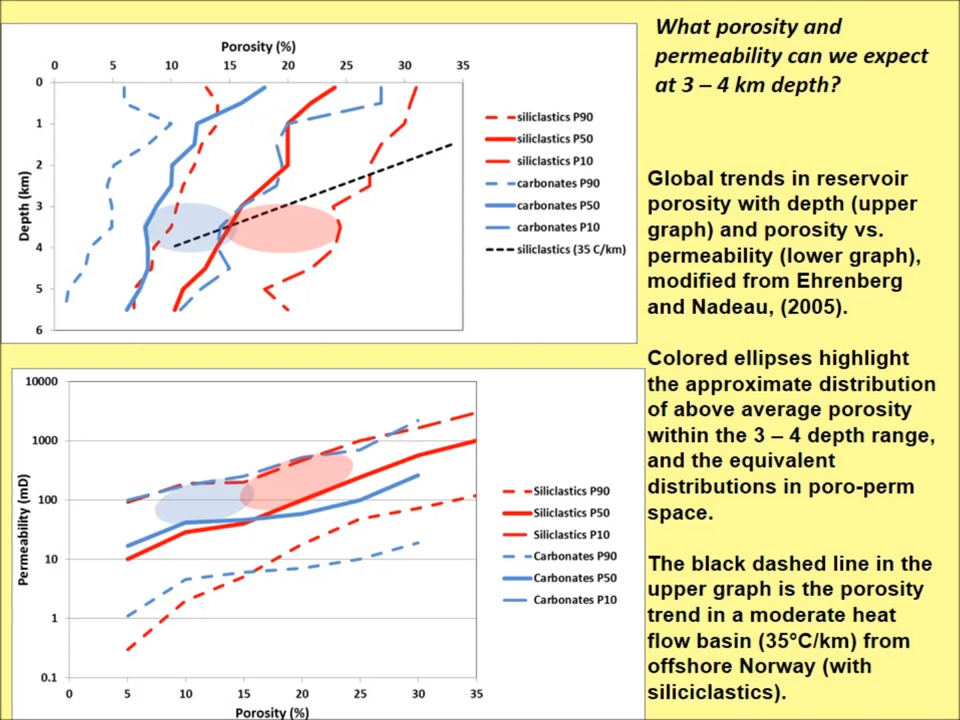 What porosity and
permeability can we expect
at 3 – 4 km depth?
Porosity (%)
0 5 10 15 20 25 30 35
0
1
2
3
4
5
6
Depth (km)
siliclastics P90
siliclastics P50
siliclastics P10
carbonates P90
carbonates P50
carbonates P10
siliclastics (35 C/km)
Global trends in reservoir
porosity with depth (upper
graph) and porosity vs.
permeability (lower graph),
modified from Ehrenberg
and Nadeau, (2005).
Colored ellipses highlight
the approximate distribution
of above average porosity
within the 3 – 4 depth range,
and the equivalent
distributions in poro-perm
space.
The black dashed line in the
upper graph is the porosity
trend in a moderate heat
flow basin (35°C/km) from
offshore Norway (with
siliciclastics).
10000
1000
100
10
1
0.1
Permeability (mD)
0 5 10 15 20 25 30 35
Porosity (%)
Siliclastics P90
Siliclastics P50
Siliclastics P10
Carbonates P90
Carbonates P50
Carbonates P10